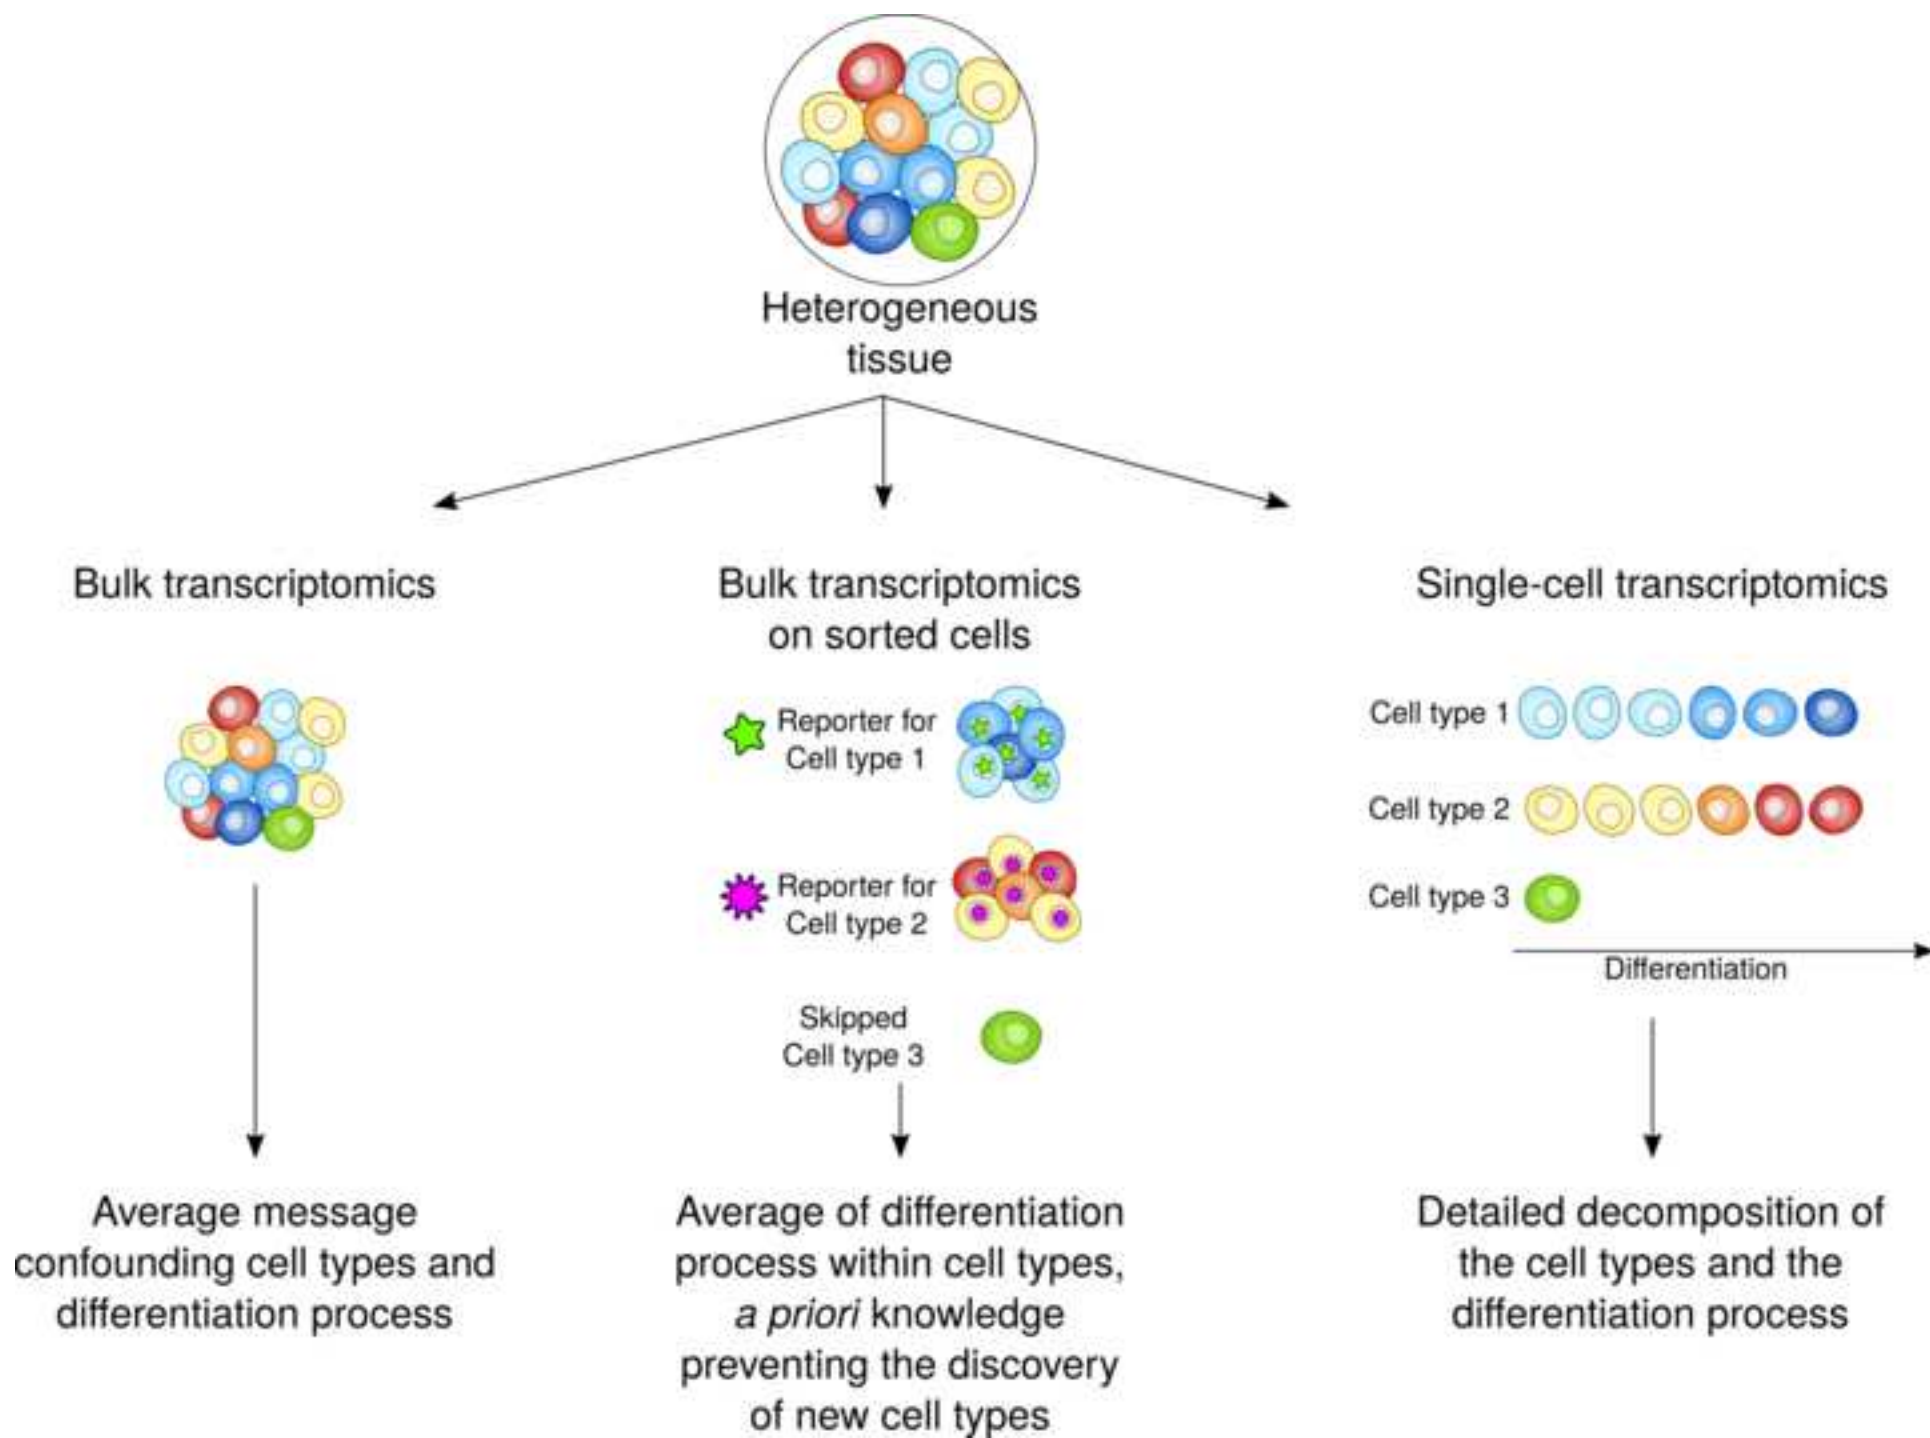 Heterogeneous
tissue
Bulk transcriptomics
Average message
confounding cell types and
differentiation process
Bulk transcriptomics
on sorted cells
Reporter for
Cell type 1
Reporter for
Cell type 2
Skipped
Cell type 3
Average of differentiation
process within cell types,
a priori knowledge
preventing the discovery
of new cell types
Single-cell transcriptomics
Cell type 1
Cell type 2
Cell type 3
Differentiation
Detailed decomposition of
the cell types and the
differentiation process